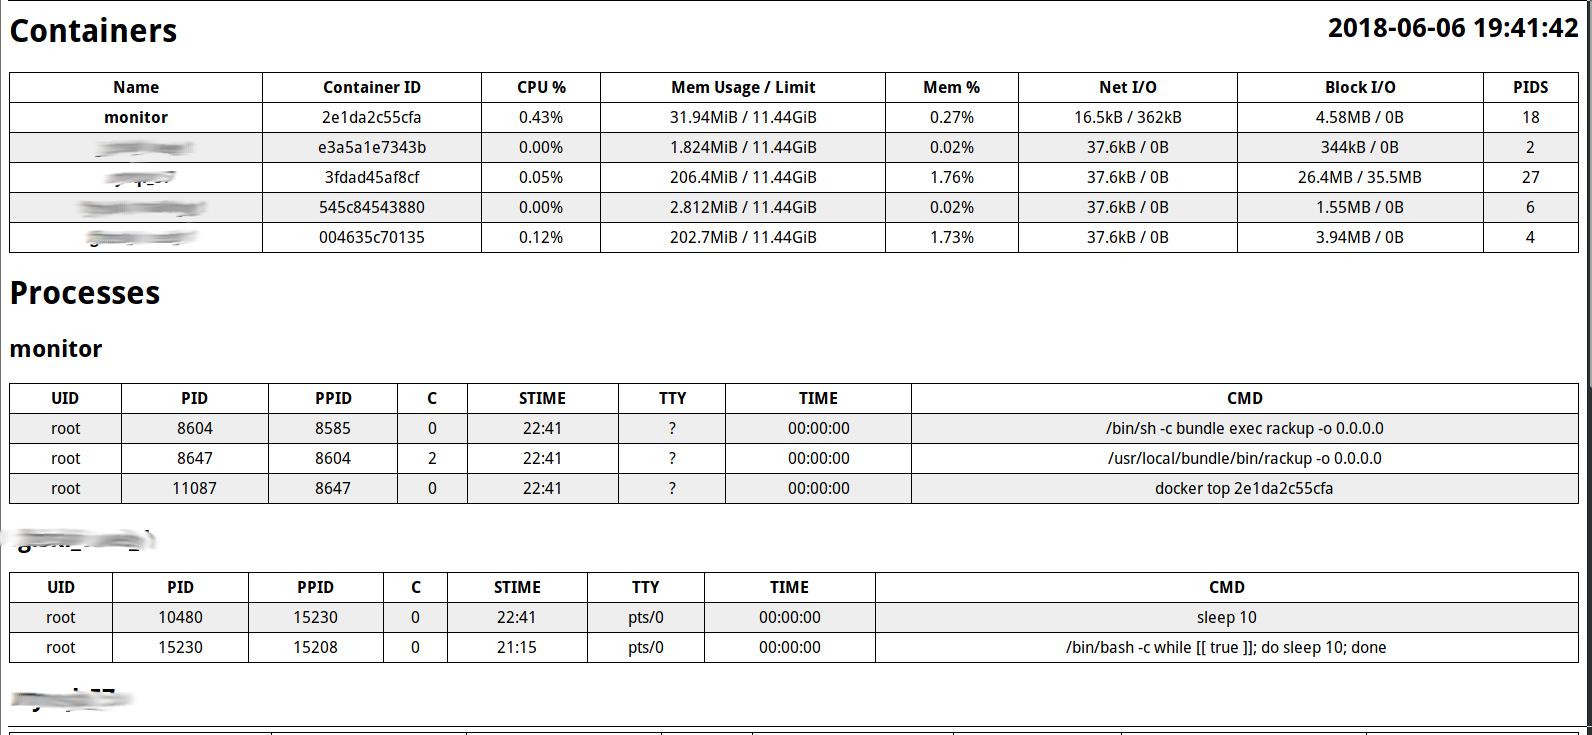 Containers 2018-06-06 19:41:42
Name Container ID CPU % Mem Usage / Limit Mem % Net I/O Block I/O PIDS
monitor 2e1da2c55cfa 0.43% 31.94MiB / 11.44GiB 0.27% 16.5kB / 362kB 4.58MB / 0B 18
e3a5a1e7343b 0.00% 1.824MiB / 11.44GiB 0.02% 37.6kB / 0B 344kB / 0B 2
3fdad45af8cf 0.05% 206.4MiB / 11.44GiB 1.76% 37.6kB / 0B 26.4MB / 35.5MB 27
545c84543880 0.00% 2.812MiB / 11.44GiB 0.02% 37.6kB / 0B 1.55MB / 0B 6
004635c70135 0.12% 202.7MiB / 11.44GiB 1.73% 37.6kB / 0B 3.94MB / 0B 4
Processes
monitor
UID PID PPID C STIME TTY TIME CMD
root 8604 8585 0 22:41 ? 00:00:00 /bin/sh -c bundle exec rackup -o 0.0.0.0
root 8647 8604 2 22:41 ? 00:00:00 /usr/local/bundle/bin/rackup -o 0.0.0.0
root 11087 8647 0 22:41 ? 00:00:00 docker top 2e1da2c55cfa
UID PID PPID C STIME TTY TIME CMD
root 10480 15230 0 22:41 pts/0 00:00:00 sleep 10
root 15230 15208 0 21:15 pts/0 00:00:00 /bin/bash -c while [[ true ]]; do sleep 10; done